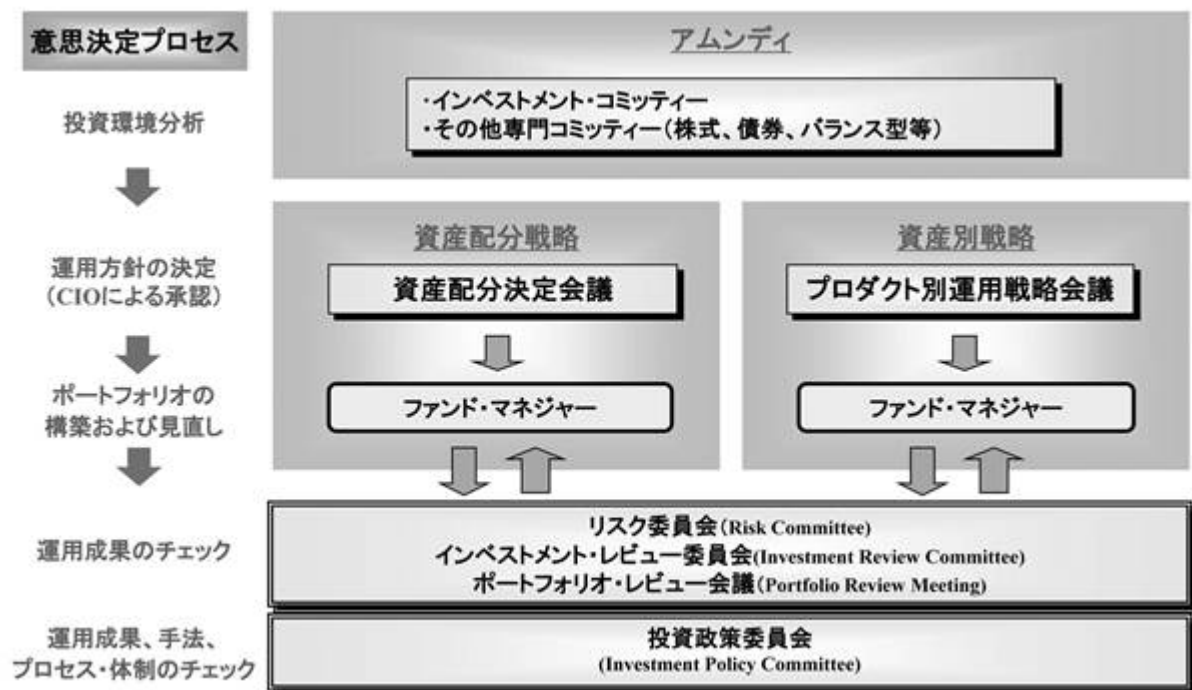 意思決定プロセス
アムンディ
投資環境分析
・インベストメント・コミッティー
・その他専門コミッティー(株式、債券、バランス型等)
運用方針の決定
(CIOによる承認)
資産配分戦略
資産配分決定会議
資産別戦略
プロダクト別運用戦略会議
ポートフォリオの
構築および見直し
ファンド・マネジャー
ファンド・マネジャー
運用成果のチェック
リスク委員会(Risk Committee)
インベストメント・レビュー委員会(Investment Review Committee)
ポートフォリオ・レビュー会議(Portfolio Review Meeting)
運用成果、手法、
プロセス・体制のチェック
投資政策委員会
(Investment Policy Committee)